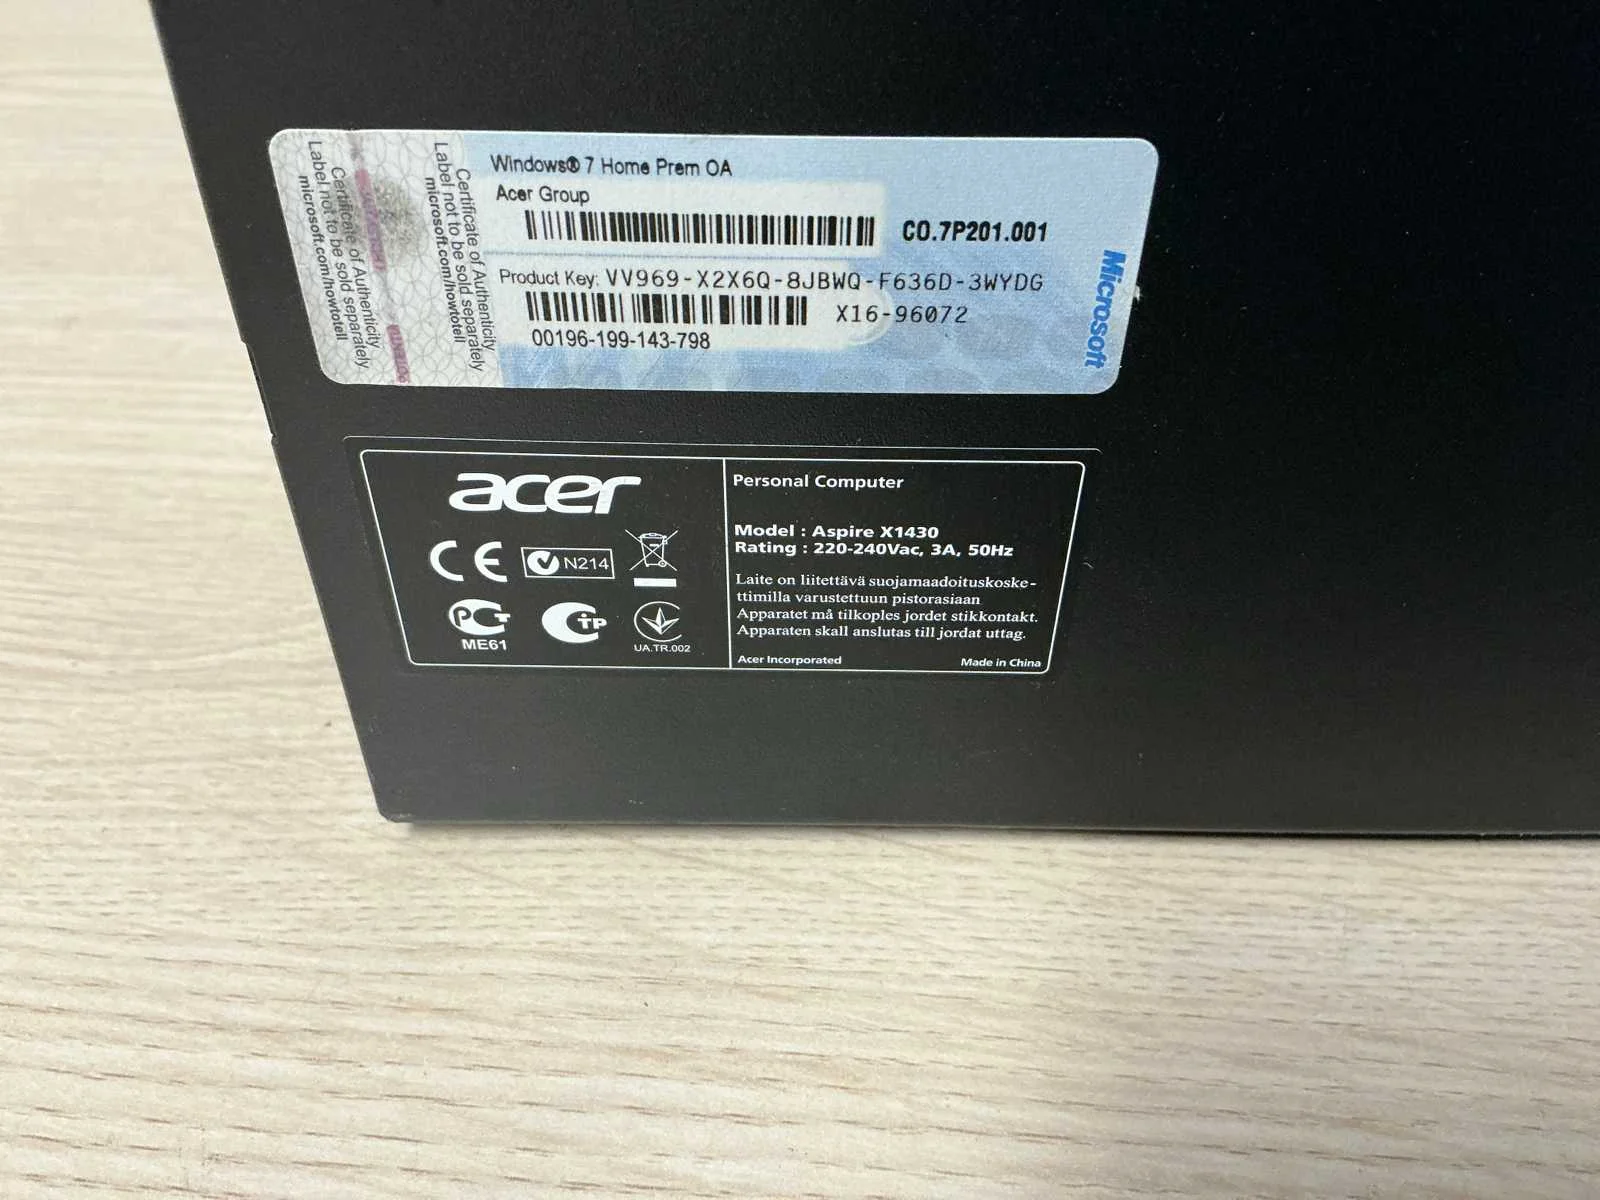 Certificate of Authenticity
Label not to be sold separately
microsoft.com/howtotell
Certificate of Authenticity
Label not to be sold separately
microsoft.com/howtotell
Windows® 7 Home Prem OA
Acer Group
CO.7P201.001
Product Key: VV969-X2X6Q-8JBWQ-F636D-3WYDG
X16-96072
00196-199-143-798
Microsoft
acer
CE
N214
PCT
ME61
CTP
UA.TR.002
Personal Computer
Model : Aspire X1430
Rating : 220-240Vac, 3A, 50Hz
Laite on liitettävä suojamaadoituskoske-
ttimilla varustettuun pistorasiaan
Apparatet må tilkoples jordet stikkontakt.
Apparaten skall anslutas till jordat uttag.
Acer Incorporated
Made in China